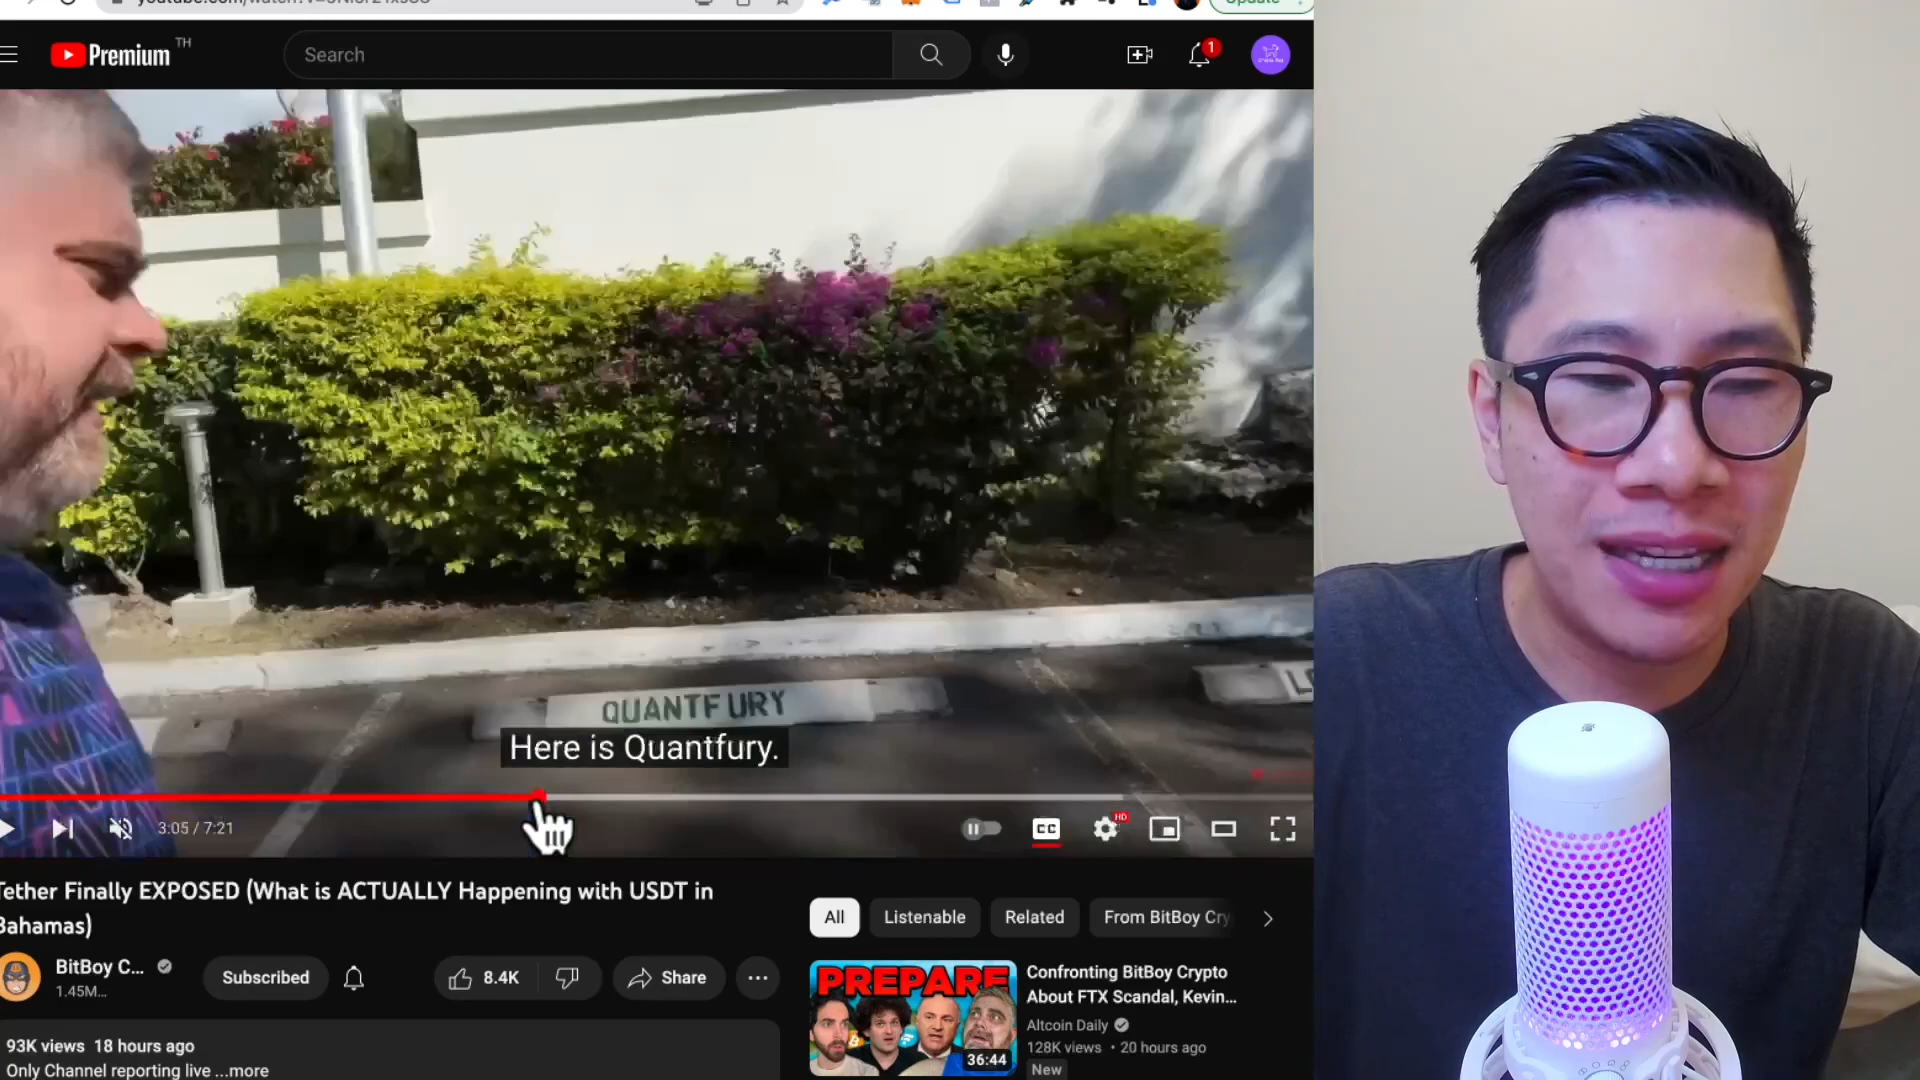 Premium TH
Search
1
QUANTFURY
Here is Quantfury.
3:05 / 7:21
CC
HD
Tether Finally EXPOSED (What is ACTUALLY Happening with USDT in
Bahamas)
BitBoy C...
1.45M...
Subscribed
8.4K
Share
93K views 18 hours ago
Only Channel reporting live ...more
All
Listenable
Related
From BitBoy Cry
PREPARE
36:44
Confronting BitBoy Crypto
About FTX Scandal, Kevin...
Altcoin Daily
128K views • 20 hours ago
New